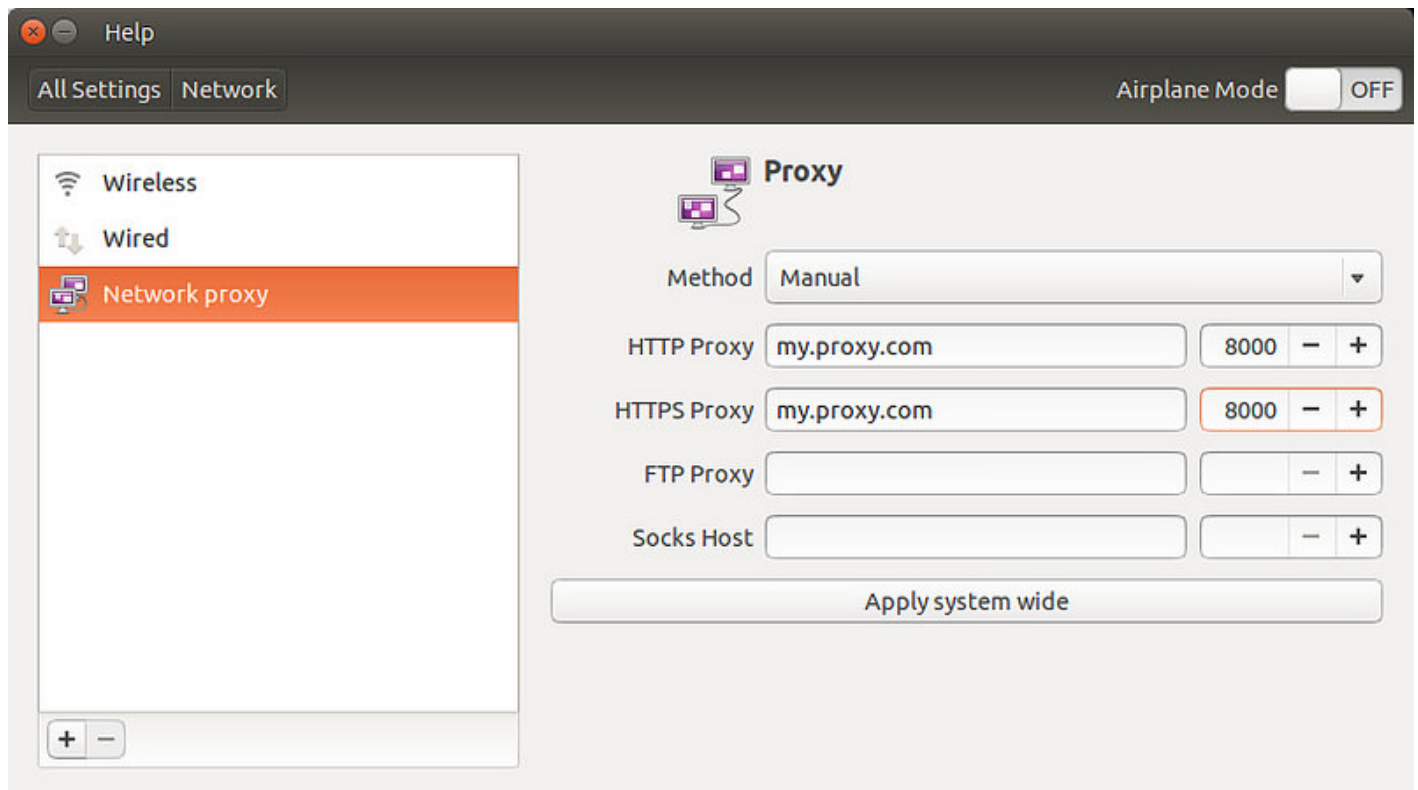 Help
All Settings Network Airplane Mode OFF
Wireless
Wired
Network proxy
Proxy
Method Manual
HTTP Proxy my.proxy.com 8000 − +
HTTPS Proxy my.proxy.com 8000 − +
FTP Proxy − +
Socks Host − +
Apply system wide
+ −